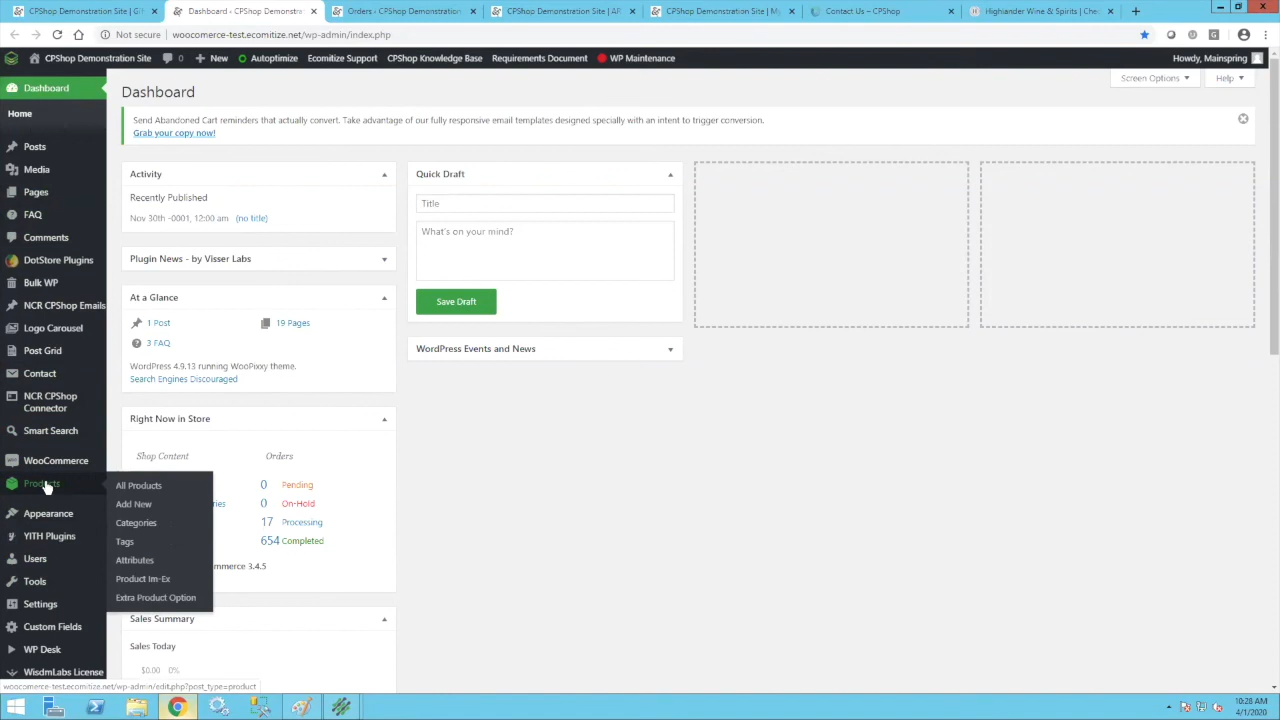 CPShop Demonstration Site | Gif
Dashboard ‹ CPShop Demonstrat
Orders ‹ CPShop Demonstration
CPShop Demonstration Site | AR
CPShop Demonstration Site | My
Contact Us – CPShop
Highlander Wine & Spirits | Chec
Not secure | woocomerce-test.ecomitize.net/wp-admin/index.php
CPShop Demonstration Site
0
New
Autoptimize
Ecomitize Support
CPShop Knowledge Base
Requirements Document
WP Maintenance
Howdy, Mainspring
Dashboard
Home
Posts
Media
Pages
FAQ
Comments
DotStore Plugins
Bulk WP
NCR CPShop Emails
Logo Carousel
Post Grid
Contact
NCR CPShop
Connector
Smart Search
WooCommerce
Products
Appearance
YITH Plugins
Users
Tools
Settings
Custom Fields
WP Desk
WisdmLabs License
All Products
Add New
Categories
Tags
Attributes
Product Im-Ex
Extra Product Option
Screen Options
Help
Dashboard
Send Abandoned Cart reminders that actually convert. Take advantage of our fully responsive email templates designed specially with an intent to trigger conversion.
Grab your copy now!
Activity
Recently Published
Nov 30th -0001, 12:00 am (no title)
Plugin News - by Visser Labs
At a Glance
1 Post
19 Pages
3 FAQ
WordPress 4.9.13 running WooPixxy theme.
Search Engines Discouraged
Right Now in Store
Shop Content
Orders
0 Pending
ries
0 On-Hold
17 Processing
654 Completed
mmerce 3.4.5
Sales Summary
Sales Today
$0.00 0%
Quick Draft
Title
What's on your mind?
Save Draft
WordPress Events and News
woocomerce-test.ecomitize.net/wp-admin/edit.php?post_type=product
10:28 AM
4/1/2020